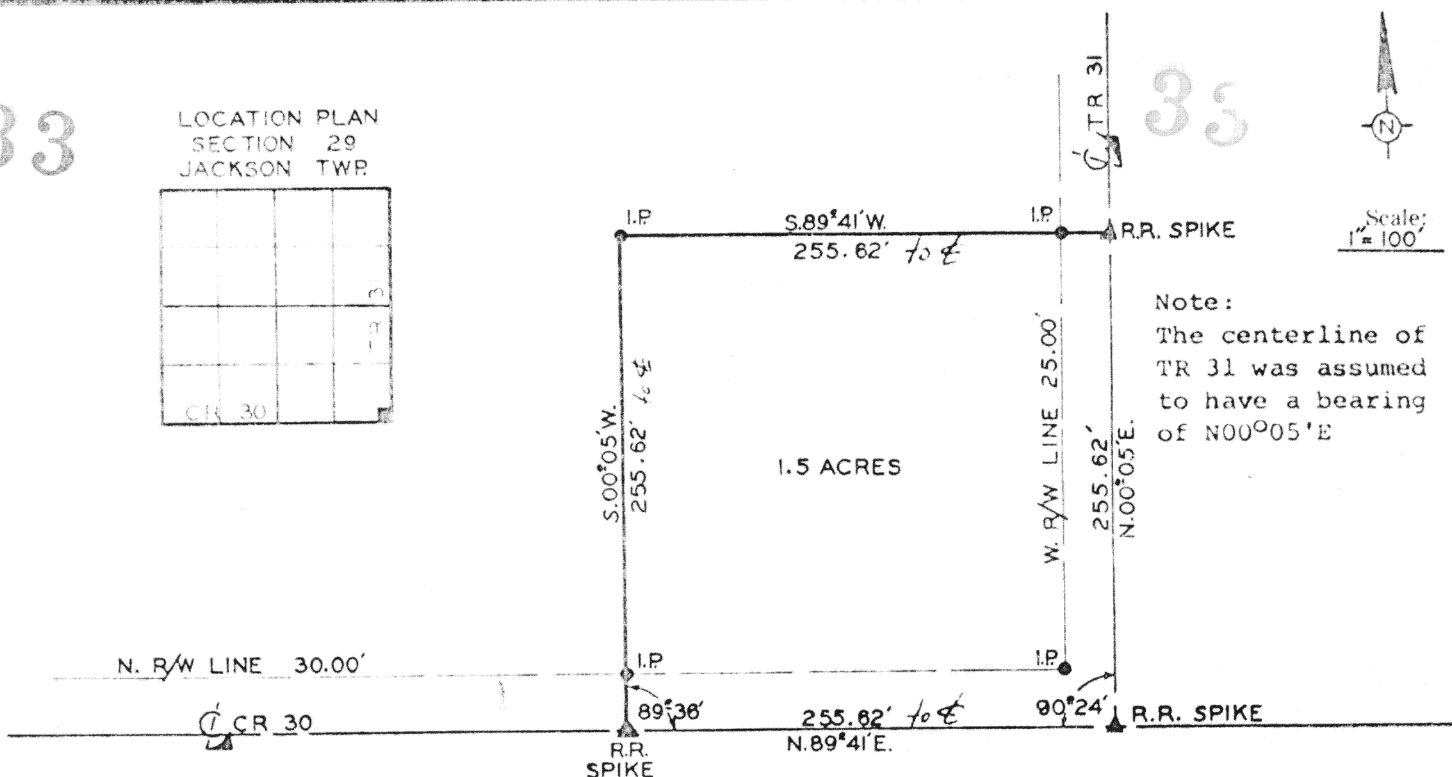 33
33
LOCATION PLAN
SECTION 29
JACKSON TWP.
CR 30
℄ TR 31
N
Scale:
1"= 100'
I.P.
S.89°41'W.
255.62' to ℄
I.P.
R.R. SPIKE
Note:
The centerline of
TR 31 was assumed
to have a bearing
of N00°05'E
S.00°05'W.
255.62' to ℄
1.5 ACRES
W. R/W LINE 25.00'
255.62'
N.00°05'E.
N. R/W LINE 30.00'
I.P.
I.P.
℄ CR 30
89°36'
255.62' to ℄
90°24'
R.R. SPIKE
N.89°41'E.
R.R.
SPIKE